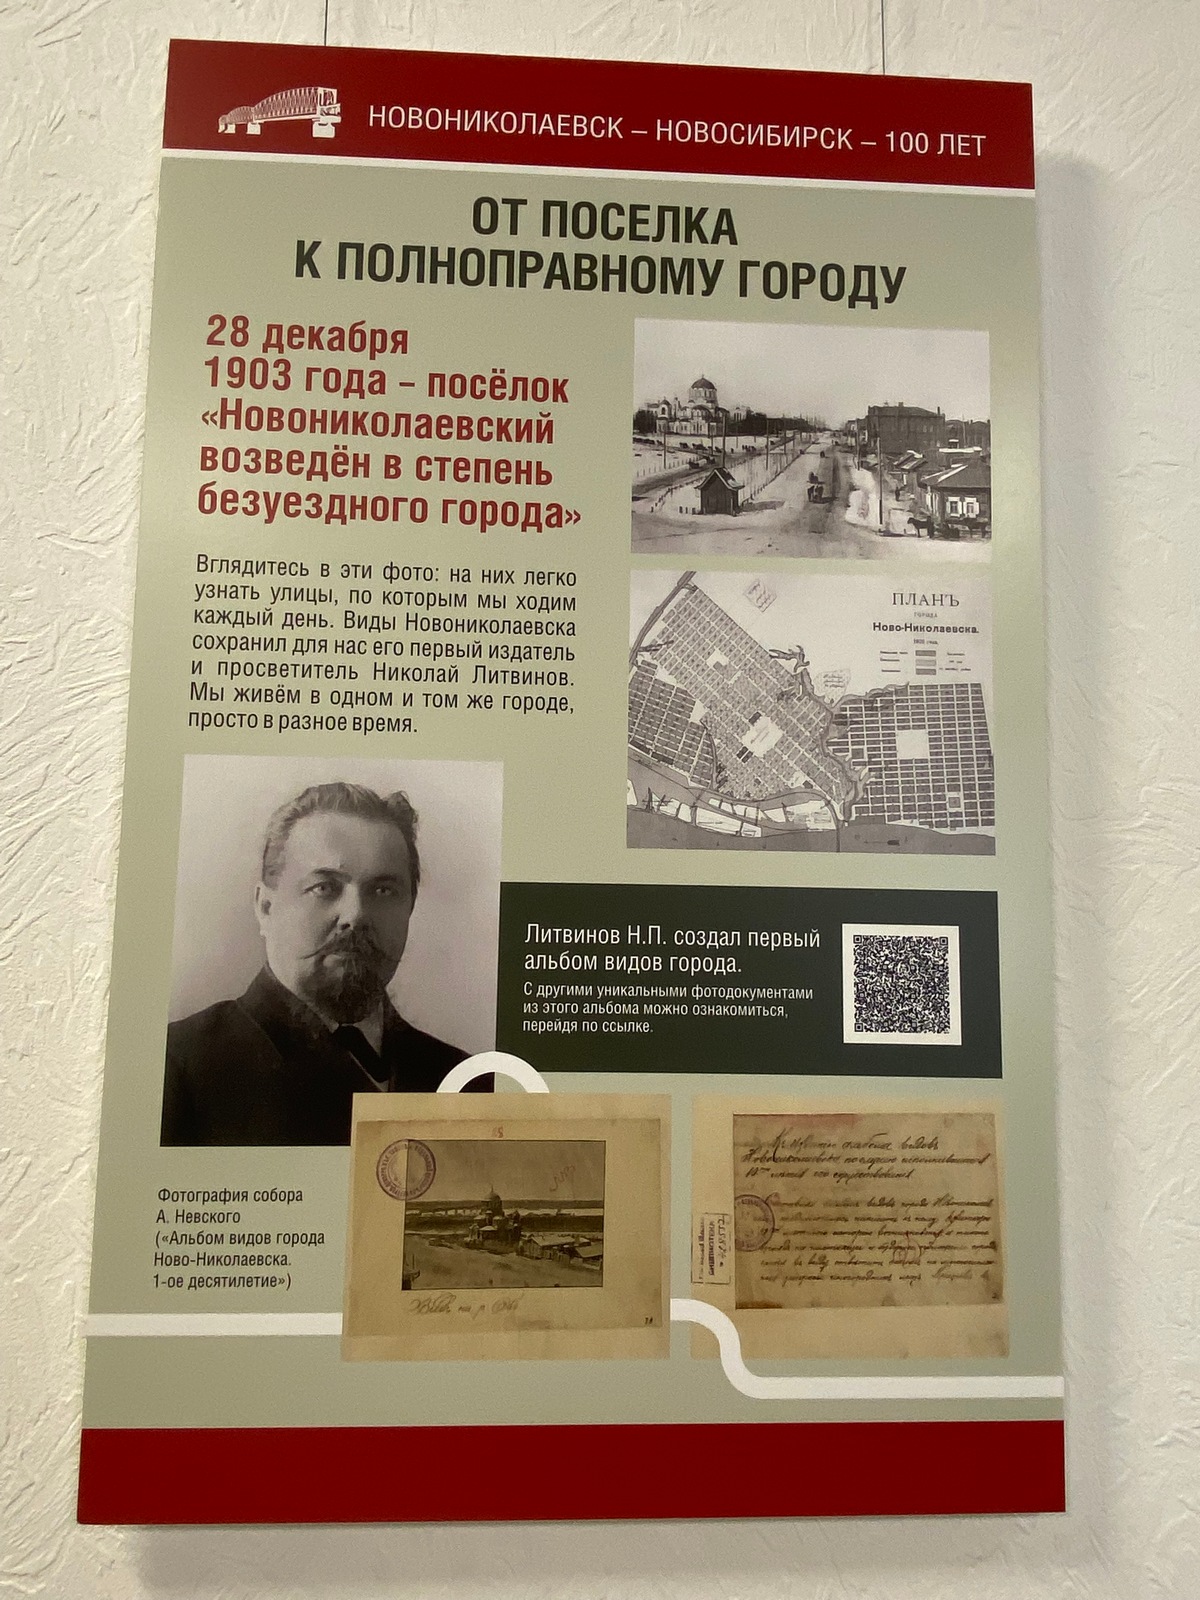 НОВОНИКОЛАЕВСК – НОВОСИБИРСК – 100 ЛЕТ
ОТ ПОСЕЛКА
К ПОЛНОПРАВНОМУ ГОРОДУ
28 декабря
1903 года – посёлок
«Новониколаевский
возведён в степень
безуездного города»
Вглядитесь в эти фото: на них легко
узнать улицы, по которым мы ходим
каждый день. Виды Новониколаевска
сохранил для нас его первый издатель
и просветитель Николай Литвинов.
Мы живём в одном и том же городе,
просто в разное время.
ПЛАНЪ
ГОРОДА
Ново-Николаевска.
Литвинов Н.П. создал первый
альбом видов города.
С другими уникальными фотодокументами
из этого альбома можно ознакомиться,
перейдя по ссылке.
Фотография собора
А. Невского
(«Альбом видов города
Ново-Николаевска.
1-ое десятилетие»)